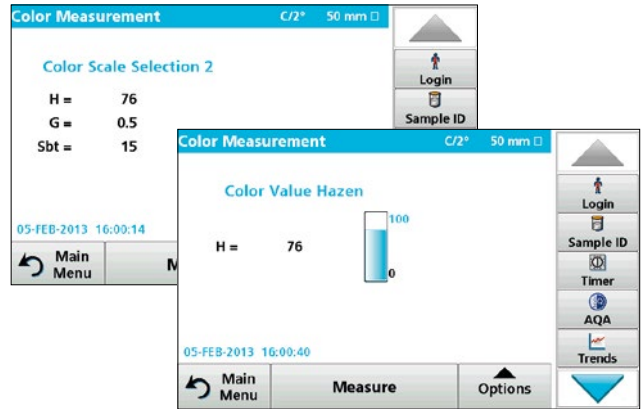 Color Measurement C/2° 50 mm □
Color Scale Selection 2
H = 76
G = 0.5
Sbt = 15
05-FEB-2013 16:00:14
Main
Menu
M
Login
Sample ID
Color Measurement C/2° 50 mm □
Color Value Hazen
100
H = 76
0
05-FEB-2013 16:00:40
Main
Menu
Measure
Options
Login
Sample ID
Timer
AQA
Trends